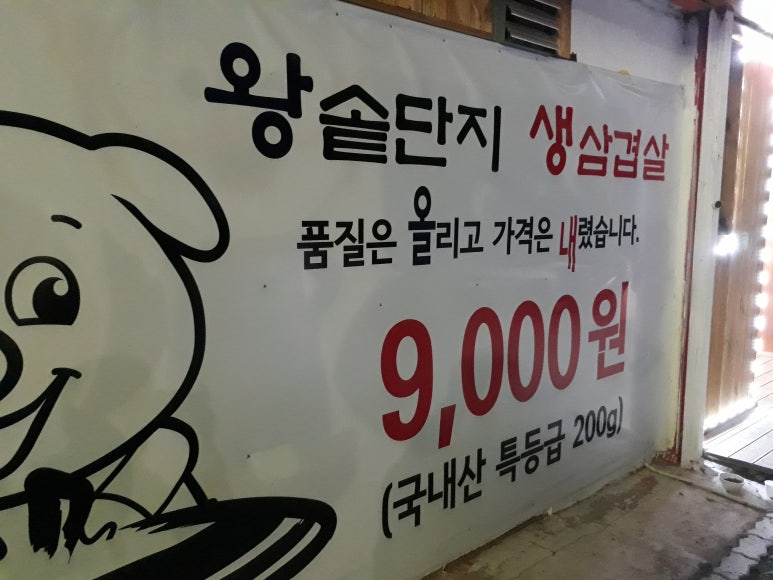 왕솥단지 생삼겹살
품질은 올리고 가격은 내렸습니다.
9,000원
(국내산 특등급 200g)